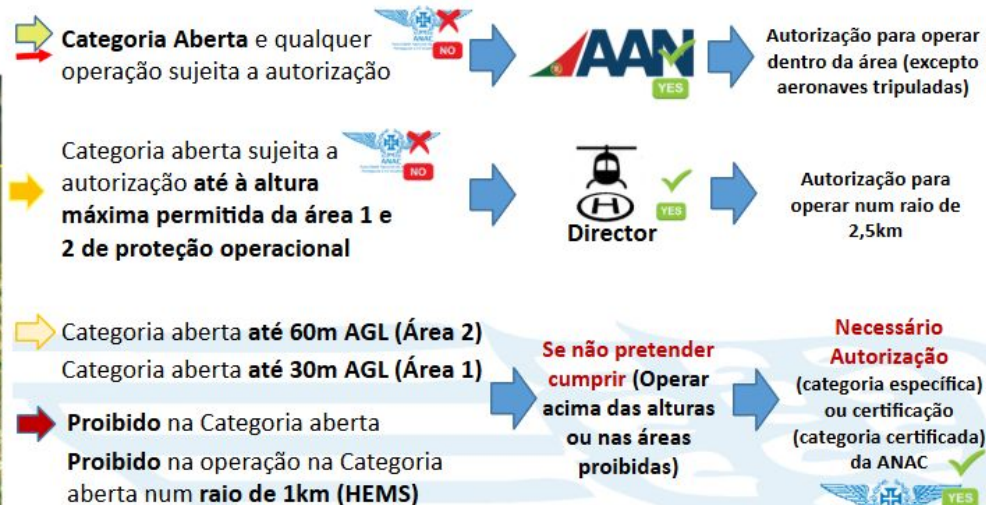 Categoria Aberta e qualquer
operação sujeita a autorização
ANAC
NO
AAN
YES
Autorização para operar
dentro da área (excepto
aeronaves tripuladas)
Categoria aberta sujeita a
autorização até à altura
máxima permitida da área 1 e
2 de proteção operacional
ANAC
NO
H
Director
YES
Autorização para
operar num raio de
2,5km
Categoria aberta até 60m AGL (Área 2)
Categoria aberta até 30m AGL (Área 1)
Proibido na Categoria aberta
Proibido na operação na Categoria
aberta num raio de 1km (HEMS)
Se não pretender
cumprir (Operar
acima das alturas
ou nas áreas
proibidas)
Necessário
Autorização
(categoria específica)
ou certificação
(categoria certificada)
da ANAC
YES